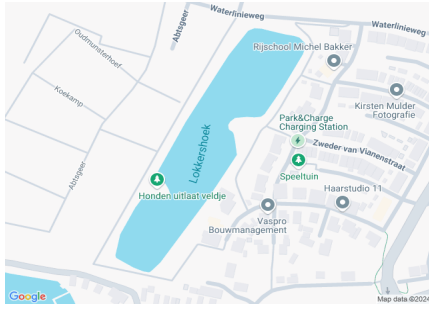 Waterlinieweg
Waterlinieweg
Abtsgeer
Oudmunsterhoef
Rijschool Michel Bakker
Koekamp
Kirsten Mulder
Fotografie
Park&Charge
Charging Station
Zweder van Vianenstraat
Lokkershoek
Abtsgeer
Speeltuin
Haarstudio 11
Honden uitlaat veldje
Vaspro
Bouwmanagement
Google
Map data ©2024